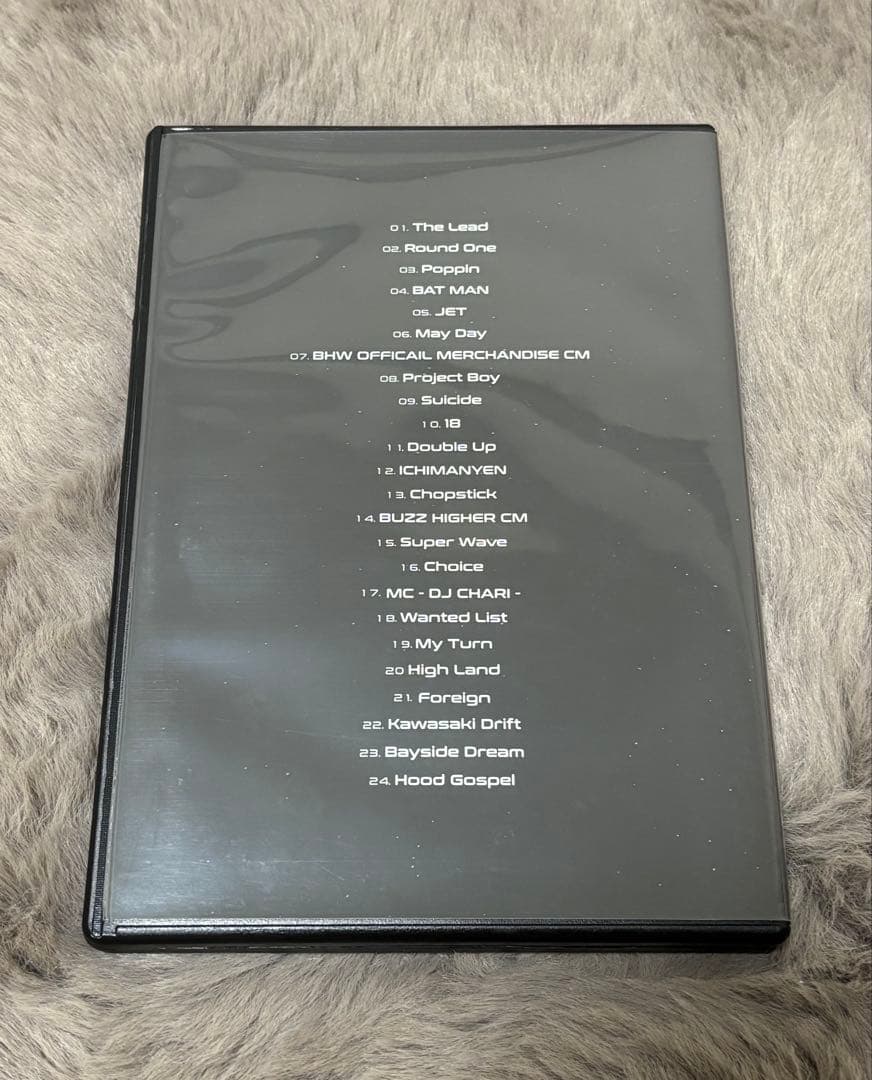 01. The Lead
02. Round One
03. Poppin
04. BAT MAN
05. JET
06. May Day
07. BHW OFFICAIL MERCHANDISE CM
08. Project Boy
09. Suicide
10. 18
11. Double Up
12. ICHIMANYEN
13. Chopstick
14. BUZZ HIGHER CM
15. Super Wave
16. Choice
17. MC - DJ CHARI -
18. Wanted List
19. My Turn
20 High Land
21. Foreign
22. Kawasaki Drift
23. Bayside Dream
24. Hood Gospel